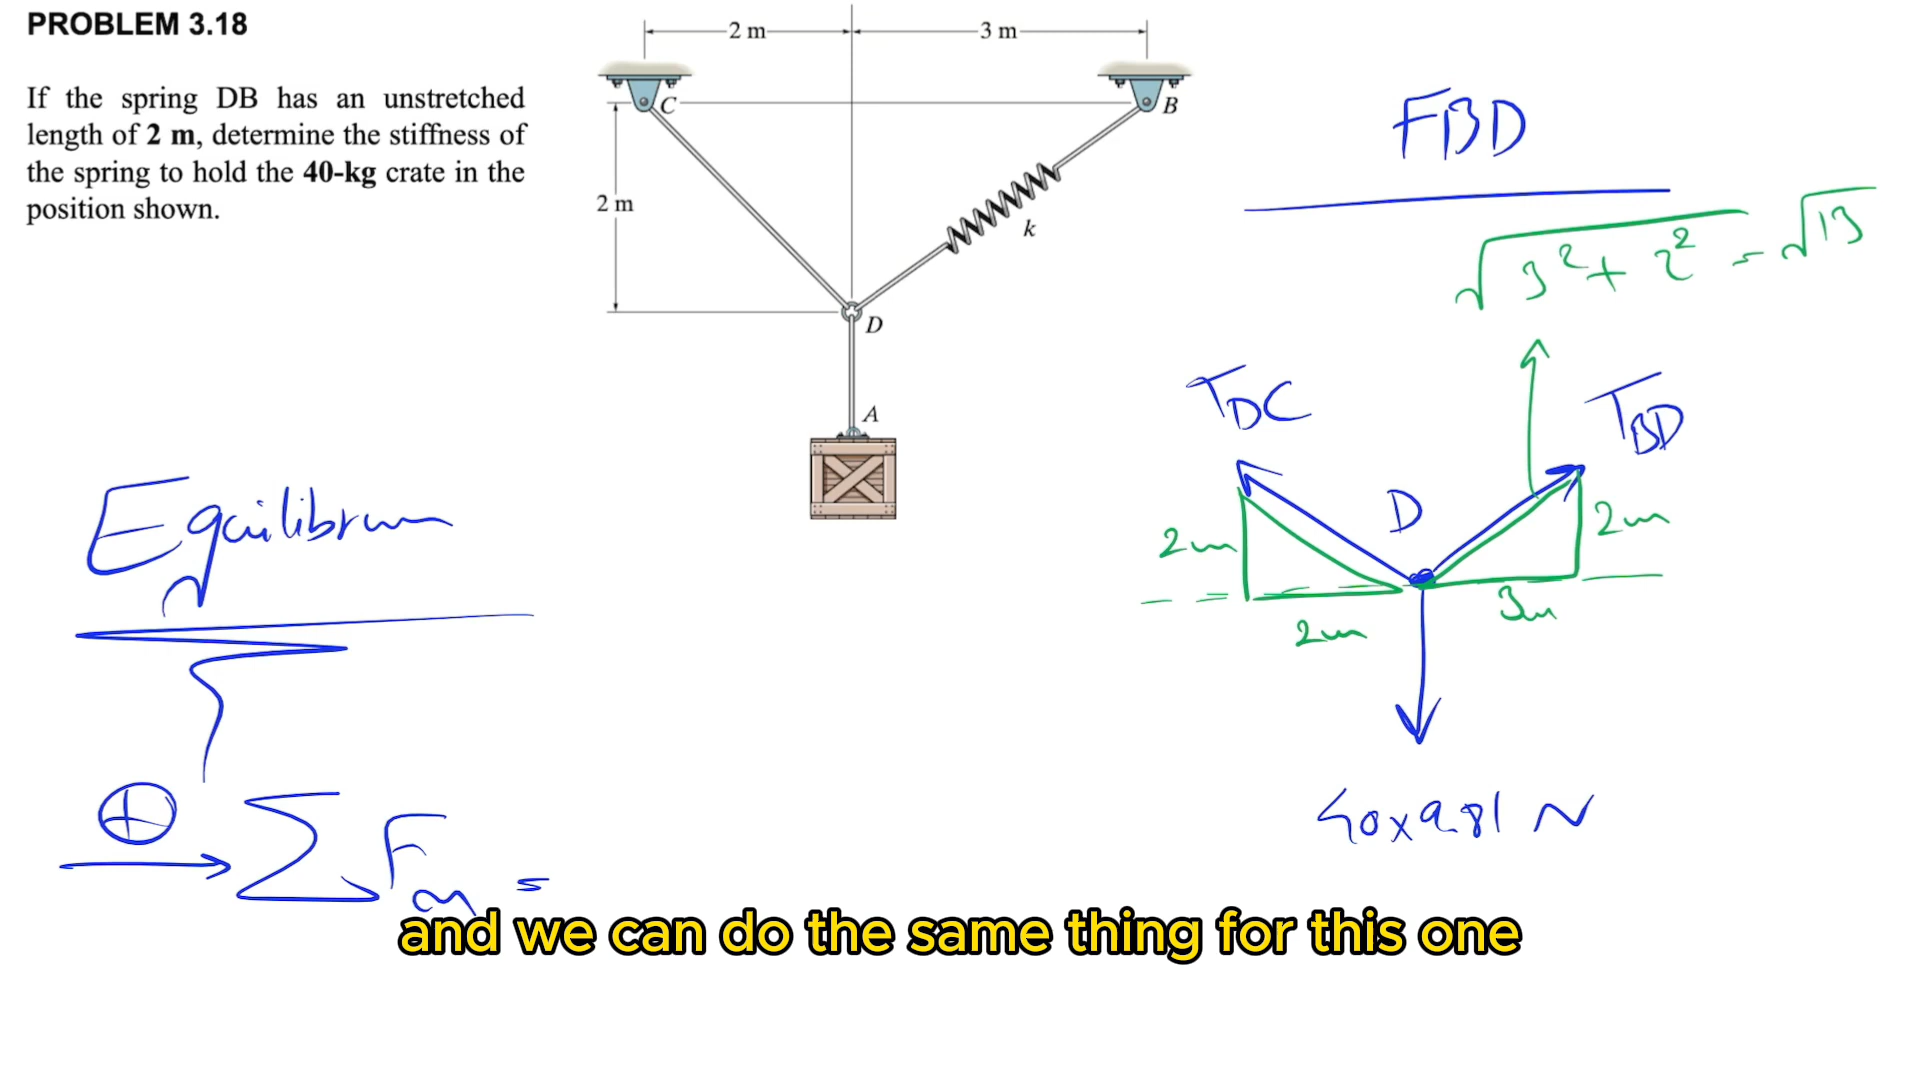 PROBLEM 3.18
If the spring DB has an unstretched
length of 2 m, determine the stiffness of
the spring to hold the 40-kg crate in the
position shown.
2 m
3 m
C
B
2 m
k
D
A
FBD
√3²+2² = √13
TDC
TBD
D
2m
2m
2m
3m
40x9.81 N
Equilibrum
+
ΣFx =
and we can do the same thing for this one